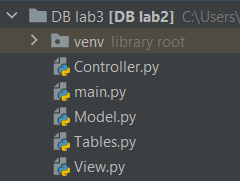 DB lab3 [DB lab2] C:\Users\
venv library root
Controller.py
main.py
Model.py
Tables.py
View.py